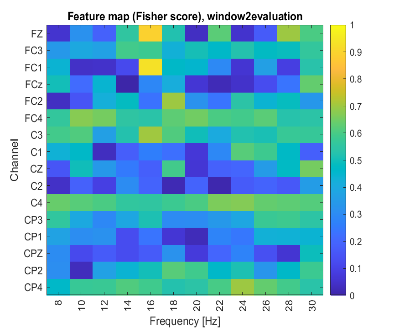 Feature map (Fisher score), window2evaluation
FZ
FC3
FC1
FCz
FC2
FC4
C3
C1
CZ
C2
C4
CP3
CP1
CPZ
CP2
CP4
Channel
8 10 12 14 16 18 20 22 24 26 28 30
Frequency [Hz]
1
0.9
0.8
0.7
0.6
0.5
0.4
0.3
0.2
0.1
0